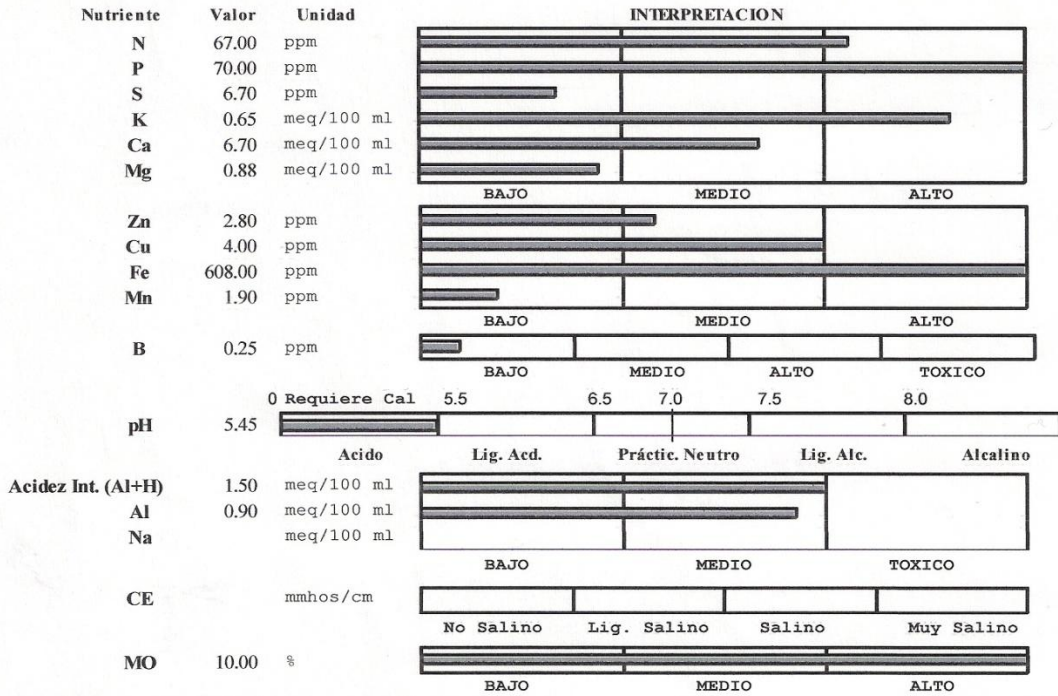 Nutriente Valor Unidad INTERPRETACION
N 67.00 ppm
P 70.00 ppm
S 6.70 ppm
K 0.65 meq/100 ml
Ca 6.70 meq/100 ml
Mg 0.88 meq/100 ml
BAJO MEDIO ALTO
Zn 2.80 ppm
Cu 4.00 ppm
Fe 608.00 ppm
Mn 1.90 ppm
BAJO MEDIO ALTO
B 0.25 ppm
BAJO MEDIO ALTO TOXICO
0 Requiere Cal 5.5 6.5 7.0 7.5 8.0
pH 5.45
Acido Lig. Acd. Práctic. Neutro Lig. Alc. Alcalino
Acidez Int. (Al+H) 1.50 meq/100 ml
Al 0.90 meq/100 ml
Na meq/100 ml
BAJO MEDIO TOXICO
CE mmhos/cm
No Salino Lig. Salino Salino Muy Salino
MO 10.00 %
BAJO MEDIO ALTO